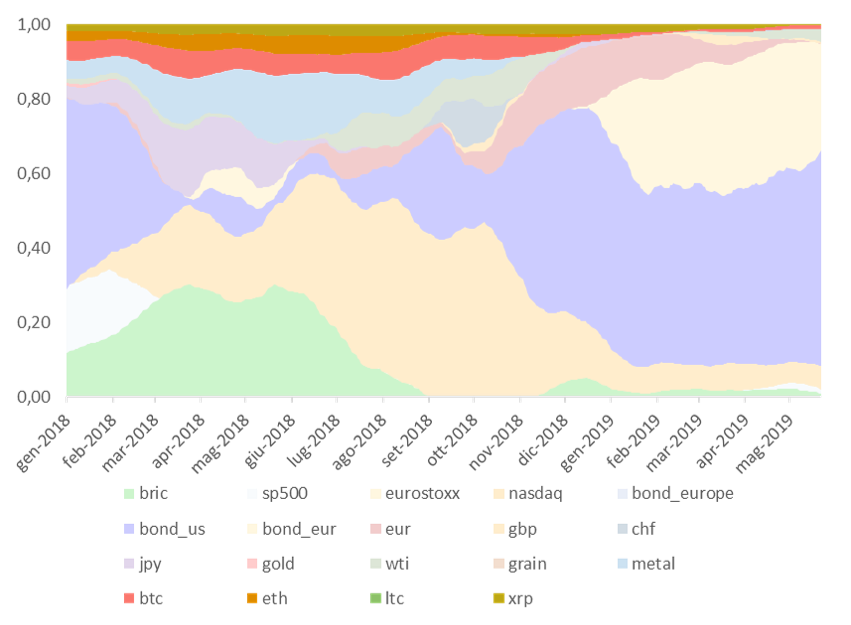 1,00
0,80
0,60
0,40
0,20
0,00
gen-2018 feb-2018 mar-2018 apr-2018 mag-2018 giu-2018 lug-2018 ago-2018 set-2018 ott-2018 nov-2018 dic-2018 gen-2019 feb-2019 mar-2019 apr-2019 mag-2019
bric sp500 eurostoxx nasdaq bond_europe
bond_us bond_eur eur gbp chf
jpy gold wti grain metal
btc eth ltc xrp